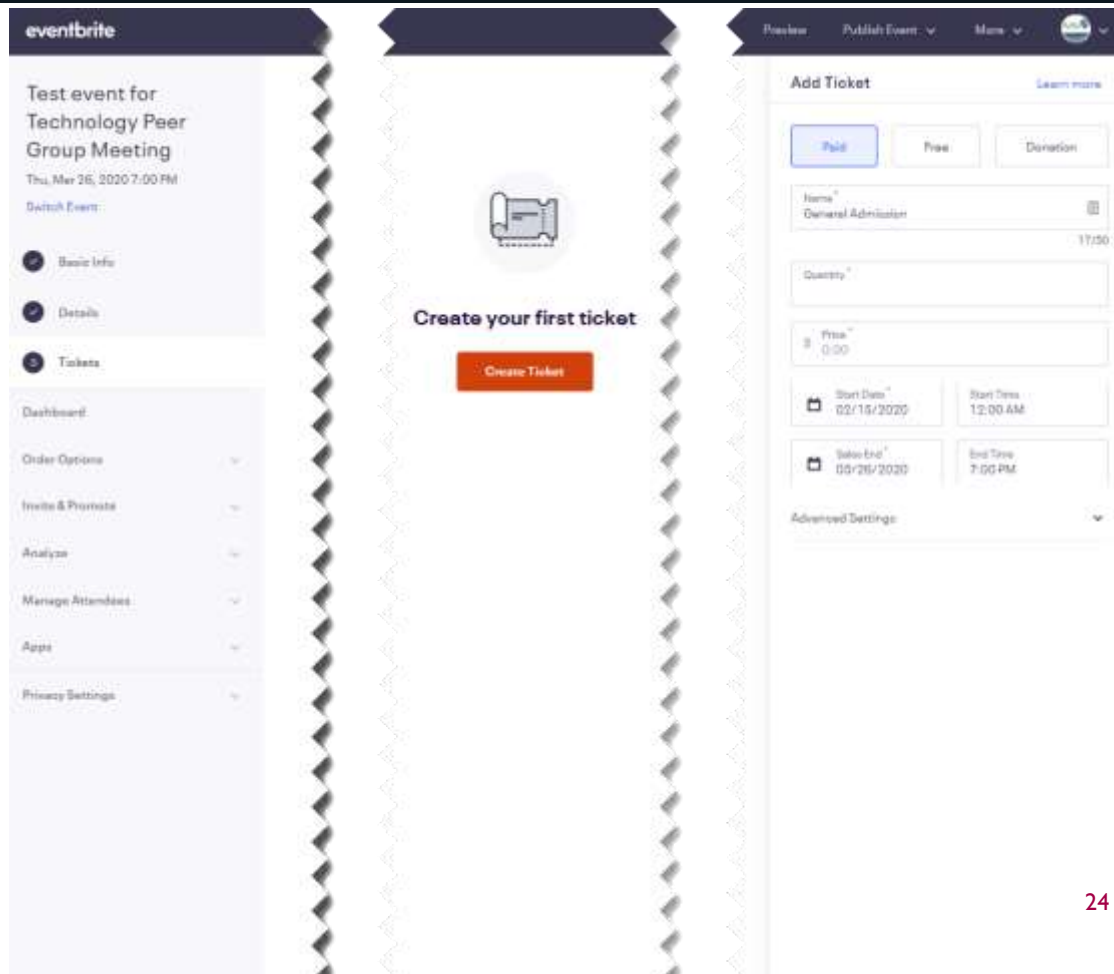 eventbrite
Test event for
Technology Peer
Group Meeting
Thu, Mar 26, 2020 7:00 PM
Switch Event
Basic Info
Details
3 Tickets
Dashboard
Order Options
Invite & Promote
Analyze
Manage Attendees
Apps
Privacy Settings
Create your first ticket
Create Ticket
Preview Publish Event More
Add Ticket Learn more
Paid Free Donation
Name*
General Admission
17/50
Quantity*
$ Price*
0.00
Start Date* Start Time
02/15/2020 12:00 AM
Sales End* End Time
03/26/2020 7:00 PM
Advanced Settings
24